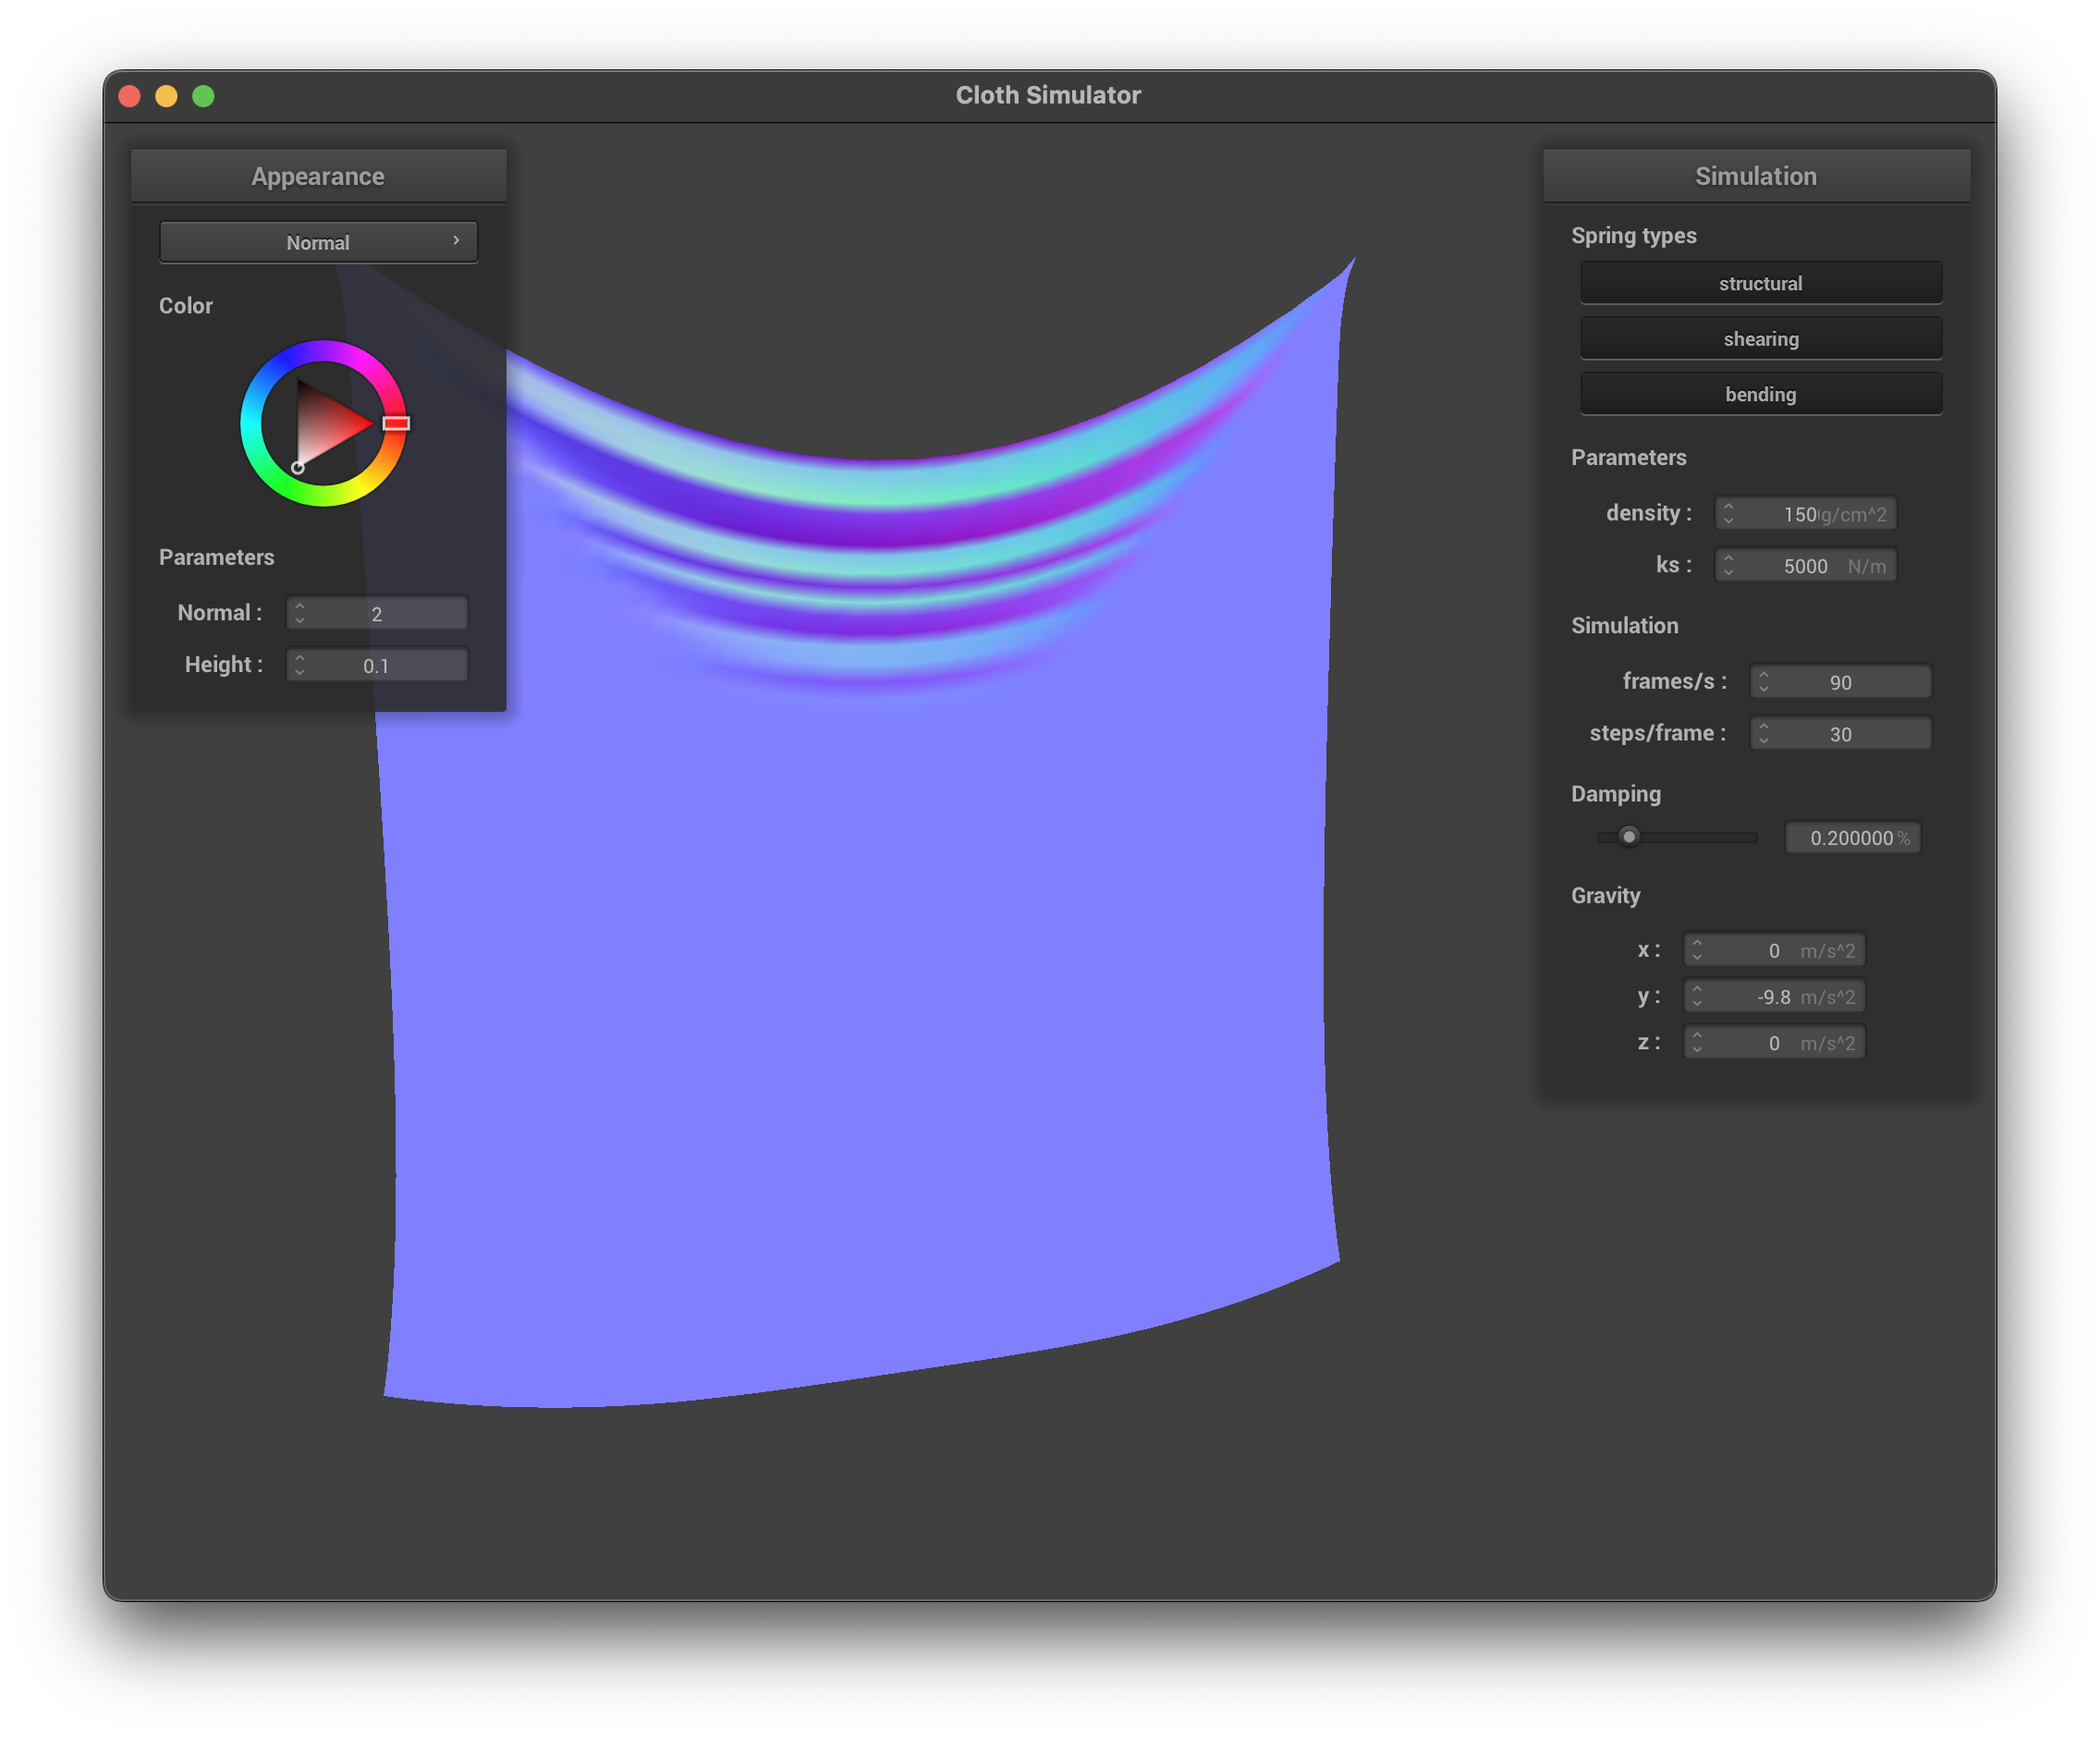 Cloth Simulator
Appearance
Normal
Color
Parameters
Normal : 2
Height : 0.1
Simulation
Spring types
structural
shearing
bending
Parameters
density : 150 g/cm^2
ks : 5000 N/m
Simulation
frames/s : 90
steps/frame : 30
Damping
0.200000 %
Gravity
x : 0 m/s^2
y : -9.8 m/s^2
z : 0 m/s^2